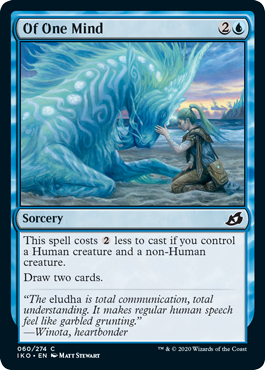 Of One Mind 2
Sorcery
This spell costs 2 less to cast if you control
a Human creature and a non-Human
creature.
Draw two cards.
"The eludha is total communication, total
understanding. It makes regular human speech
feel like garbled grunting."
—Winota, heartbonder
060/274 C
IKO • EN MATT STEWART
™ & © 2020 Wizards of the Coast